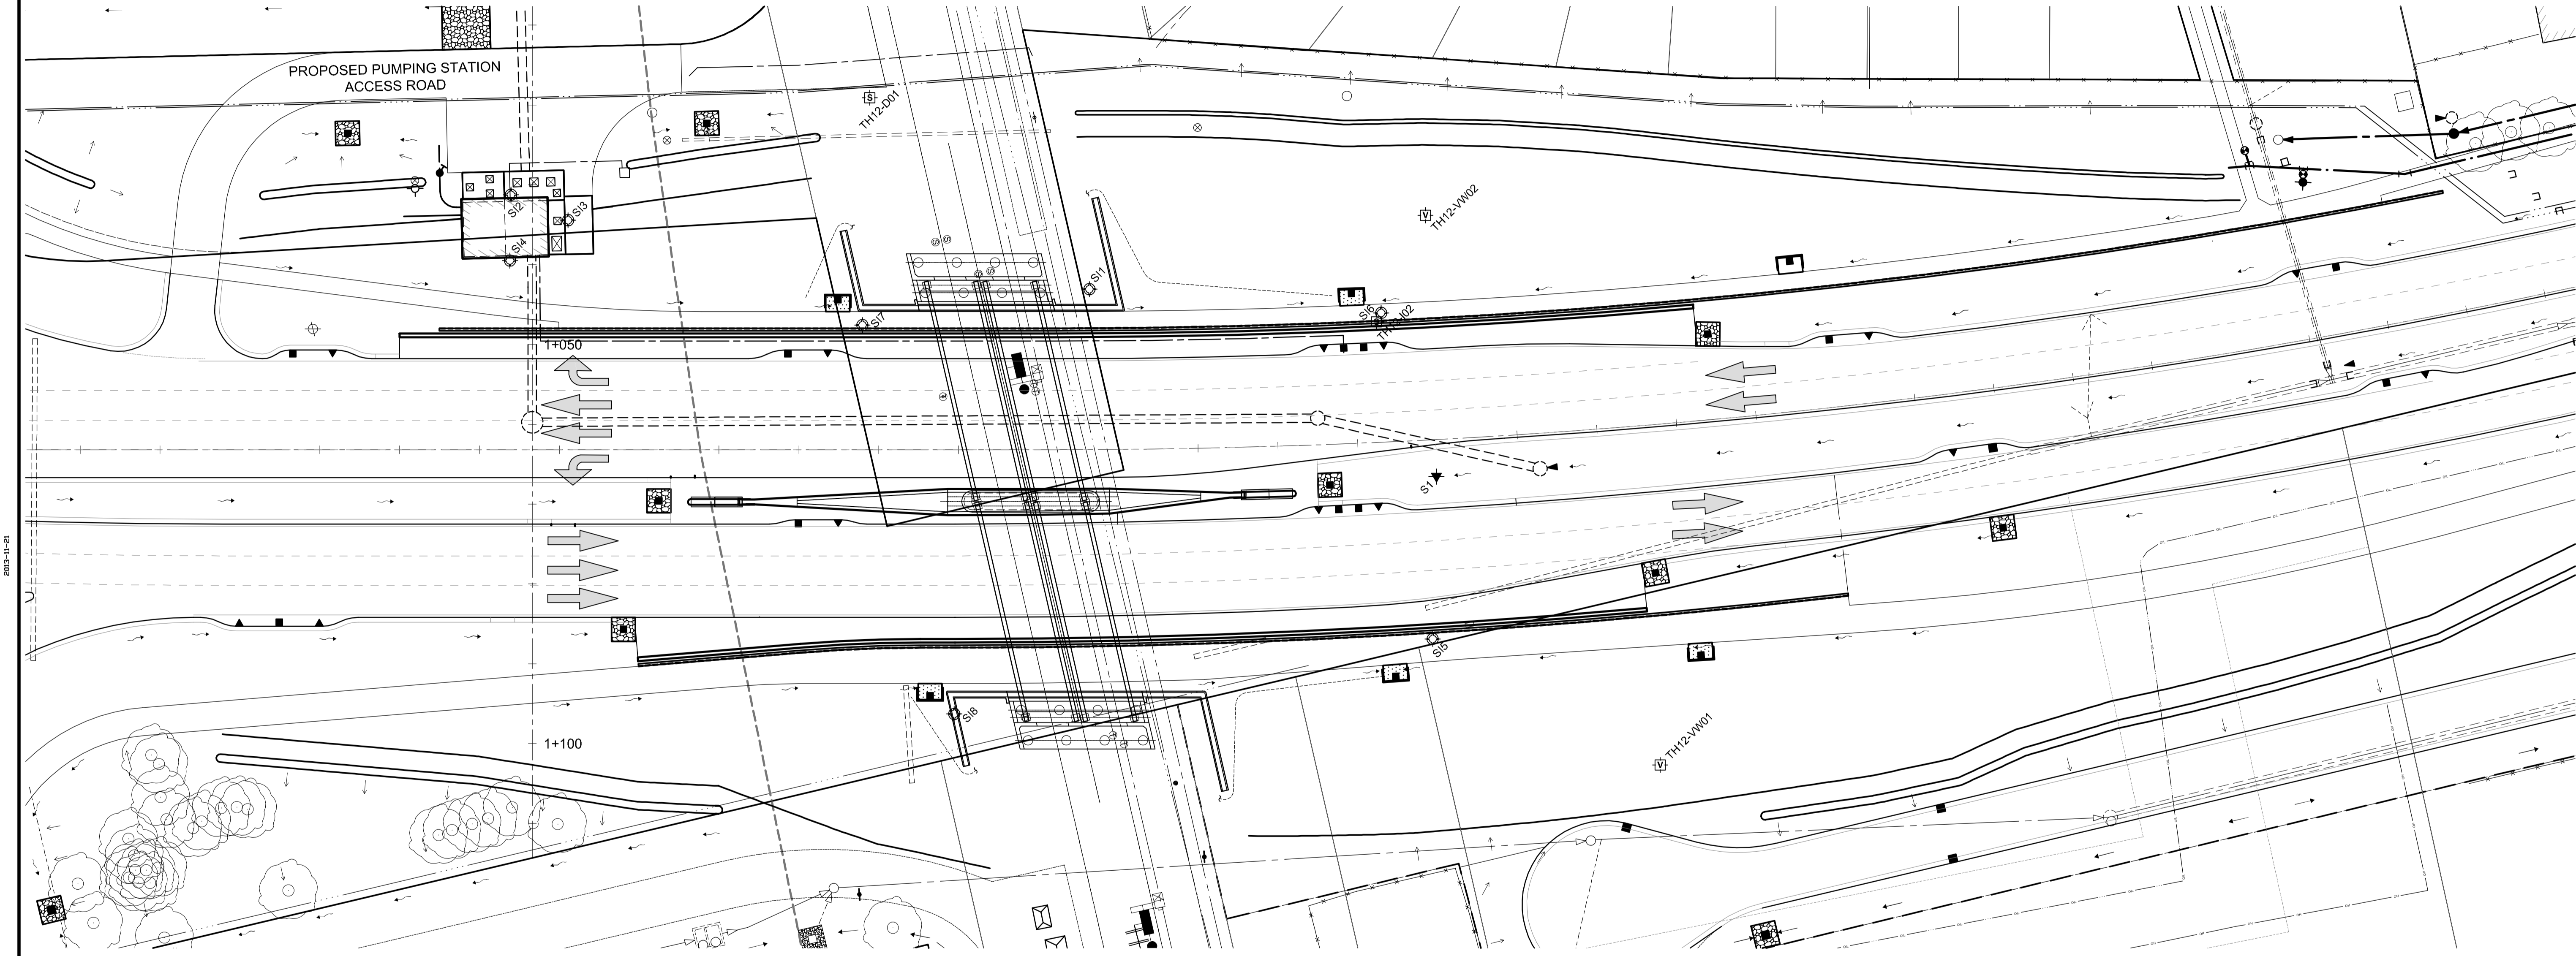 PROPOSED PUMPING STATION
ACCESS ROAD
S
TH12-D01
SI2
SI3
SI4
V
TH12-VW02
SI1
SI7
SI6
1+050
S1
SI5
SI8
1+100
V
TH12-VW01
2013-11-21